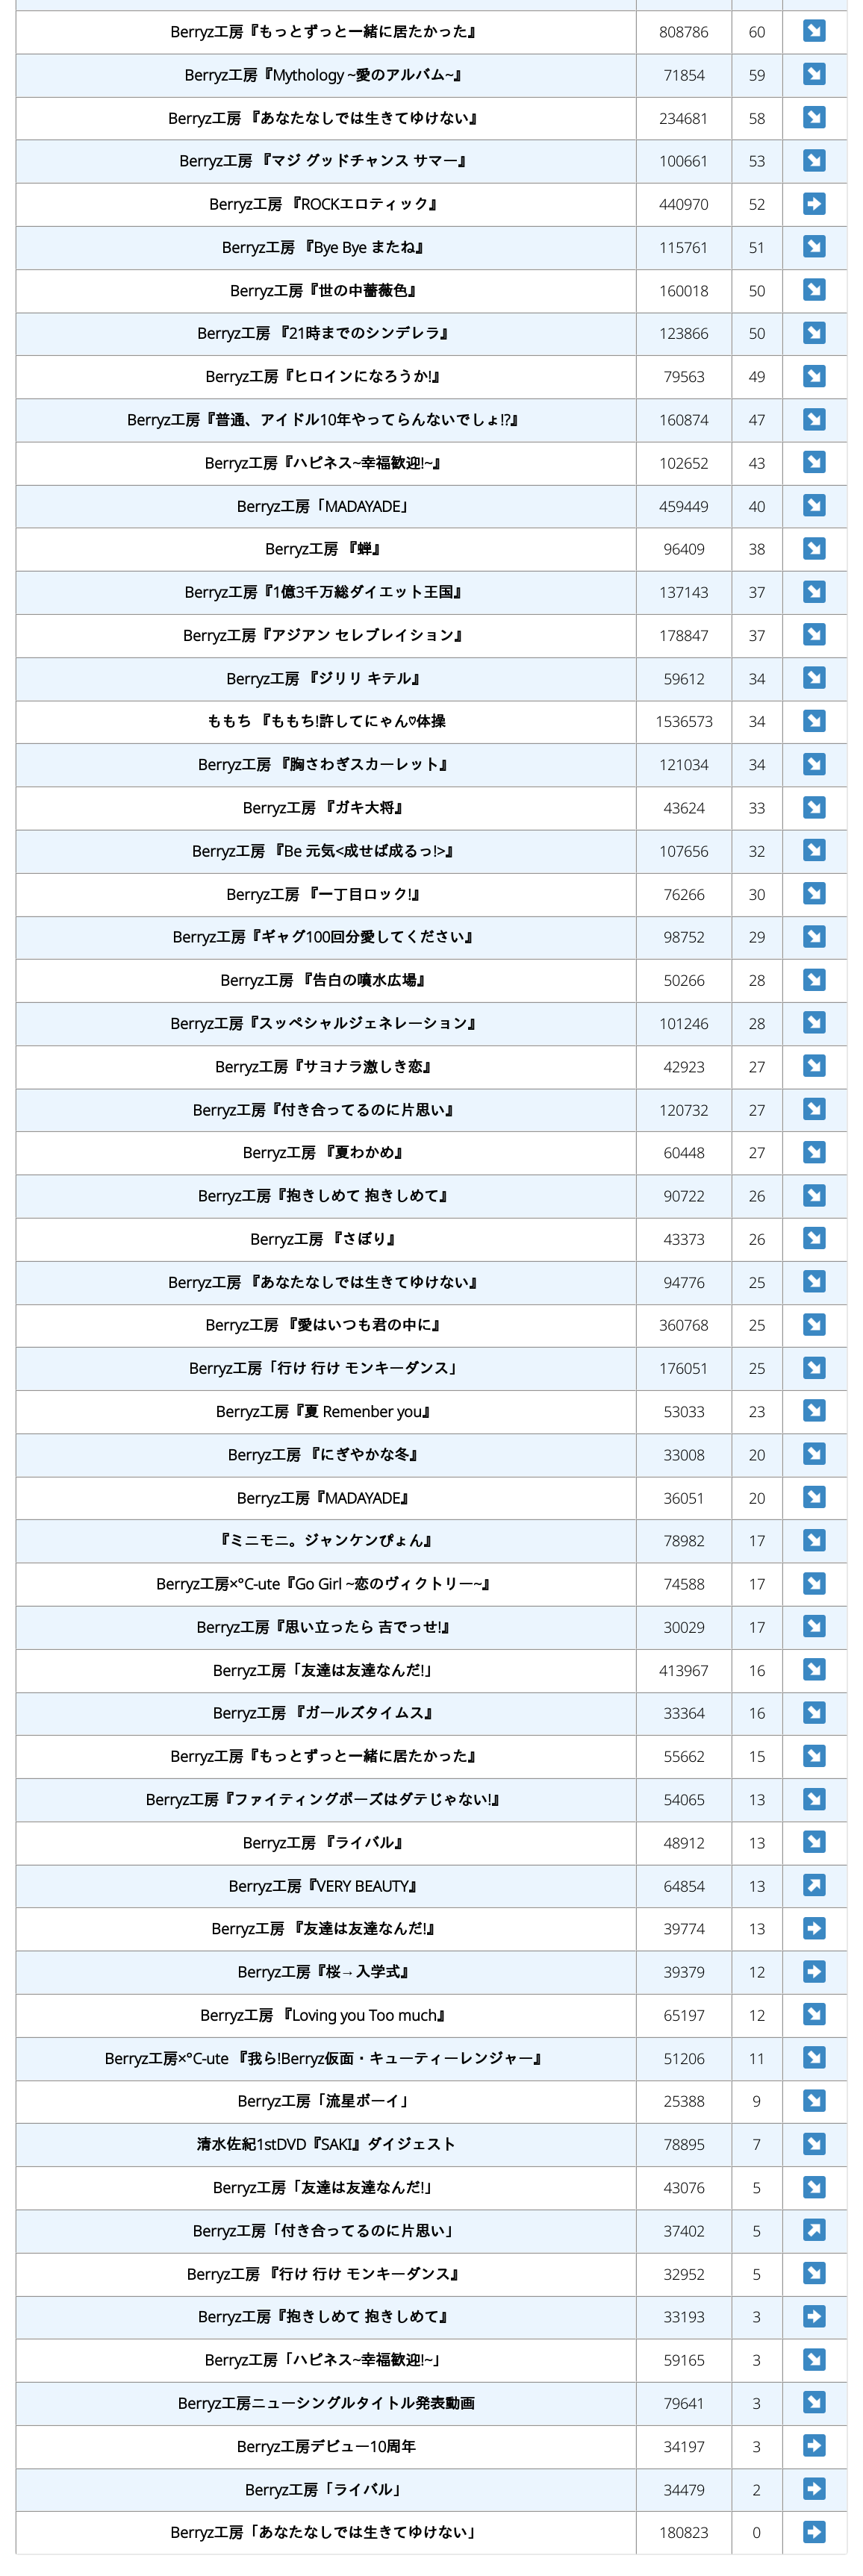 Berryz工房『もっとずっと一緒に居たかった』 808786 60 ↘
Berryz工房『Mythology ~愛のアルバム~』 71854 59 ↘
Berryz工房 『あなたなしでは生きてゆけない』 234681 58 ↘
Berryz工房 『マジ グッドチャンス サマー』 100661 53 ↘
Berryz工房 『ROCKエロティック』 440970 52 ➡
Berryz工房 『Bye Bye またね』 115761 51 ↘
Berryz工房『世の中薔薇色』 160018 50 ↘
Berryz工房 『21時までのシンデレラ』 123866 50 ↘
Berryz工房『ヒロインになろうか!』 79563 49 ↘
Berryz工房『普通、アイドル10年やってらんないでしょ!?』 160874 47 ↘
Berryz工房『ハピネス~幸福歓迎!~』 102652 43 ↘
Berryz工房「MADAYADE」 459449 40 ↘
Berryz工房 『蝉』 96409 38 ↘
Berryz工房『1億3千万総ダイエット王国』 137143 37 ↘
Berryz工房『アジアン セレブレイション』 178847 37 ↘
Berryz工房 『ジリリ キテル』 59612 34 ↘
ももち 『ももち!許してにゃん♡体操 1536573 34 ↘
Berryz工房 『胸さわぎスカーレット』 121034 34 ↘
Berryz工房 『ガキ大将』 43624 33 ↘
Berryz工房 『Be 元気<成せば成るっ!>』 107656 32 ↘
Berryz工房 『一丁目ロック!』 76266 30 ↘
Berryz工房『ギャグ100回分愛してください』 98752 29 ↘
Berryz工房 『告白の噴水広場』 50266 28 ↘
Berryz工房『スッペシャルジェネレーション』 101246 28 ↘
Berryz工房『サヨナラ激しき恋』 42923 27 ↘
Berryz工房『付き合ってるのに片思い』 120732 27 ↘
Berryz工房 『夏わかめ』 60448 27 ↘
Berryz工房『抱きしめて 抱きしめて』 90722 26 ↘
Berryz工房 『さぼり』 43373 26 ↘
Berryz工房 『あなたなしでは生きてゆけない』 94776 25 ↘
Berryz工房 『愛はいつも君の中に』 360768 25 ↘
Berryz工房「行け 行け モンキーダンス」 176051 25 ↘
Berryz工房『夏 Remenber you』 53033 23 ↘
Berryz工房 『にぎやかな冬』 33008 20 ↘
Berryz工房『MADAYADE』 36051 20 ↘
『ミニモニ。ジャンケンぴょん』 78982 17 ↘
Berryz工房×°C-ute『Go Girl ~恋のヴィクトリー~』 74588 17 ↘
Berryz工房『思い立ったら 吉でっせ!』 30029 17 ↘
Berryz工房「友達は友達なんだ!」 413967 16 ↘
Berryz工房 『ガールズタイムス』 33364 16 ↘
Berryz工房『もっとずっと一緒に居たかった』 55662 15 ↘
Berryz工房『ファイティングポーズはダテじゃない!』 54065 13 ↘
Berryz工房 『ライバル』 48912 13 ↘
Berryz工房『VERY BEAUTY』 64854 13 ↗
Berryz工房 『友達は友達なんだ!』 39774 13 ➡
Berryz工房『桜→入学式』 39379 12 ➡
Berryz工房 『Loving you Too much』 65197 12 ↘
Berryz工房×°C-ute 『我ら!Berryz仮面・キューティーレンジャー』 51206 11 ↘
Berryz工房「流星ボーイ」 25388 9 ↘
清水佐紀1stDVD『SAKI』ダイジェスト 78895 7 ↘
Berryz工房「友達は友達なんだ!」 43076 5 ↘
Berryz工房「付き合ってるのに片思い」 37402 5 ↗
Berryz工房 『行け 行け モンキーダンス』 32952 5 ↘
Berryz工房『抱きしめて 抱きしめて』 33193 3 ➡
Berryz工房「ハピネス~幸福歓迎!~」 59165 3 ↘
Berryz工房ニューシングルタイトル発表動画 79641 3 ↘
Berryz工房デビュー10周年 34197 3 ➡
Berryz工房「ライバル」 34479 2 ➡
Berryz工房「あなたなしでは生きてゆけない」 180823 0 ➡